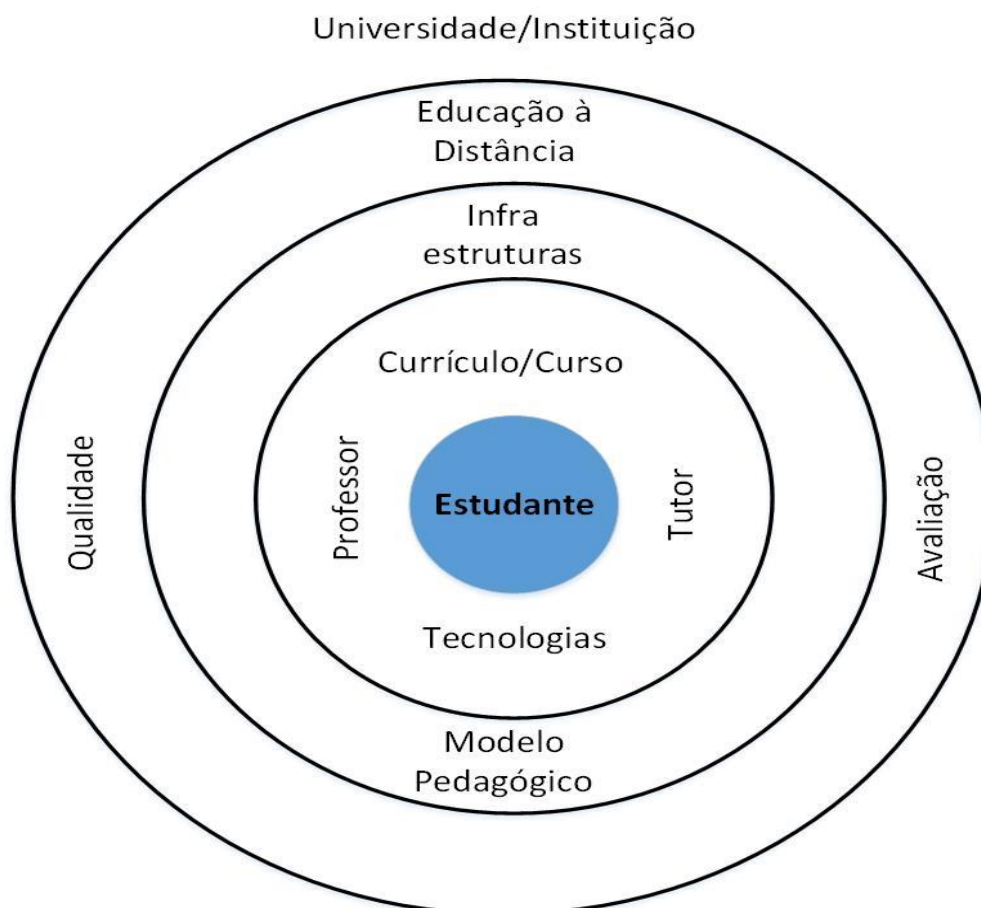 Universidade/Instituição
Educação à
Distância
Infra
estruturas
Currículo/Curso
Qualidade
Professor
Estudante
Tutor
Avaliação
Tecnologias
Modelo
Pedagógico